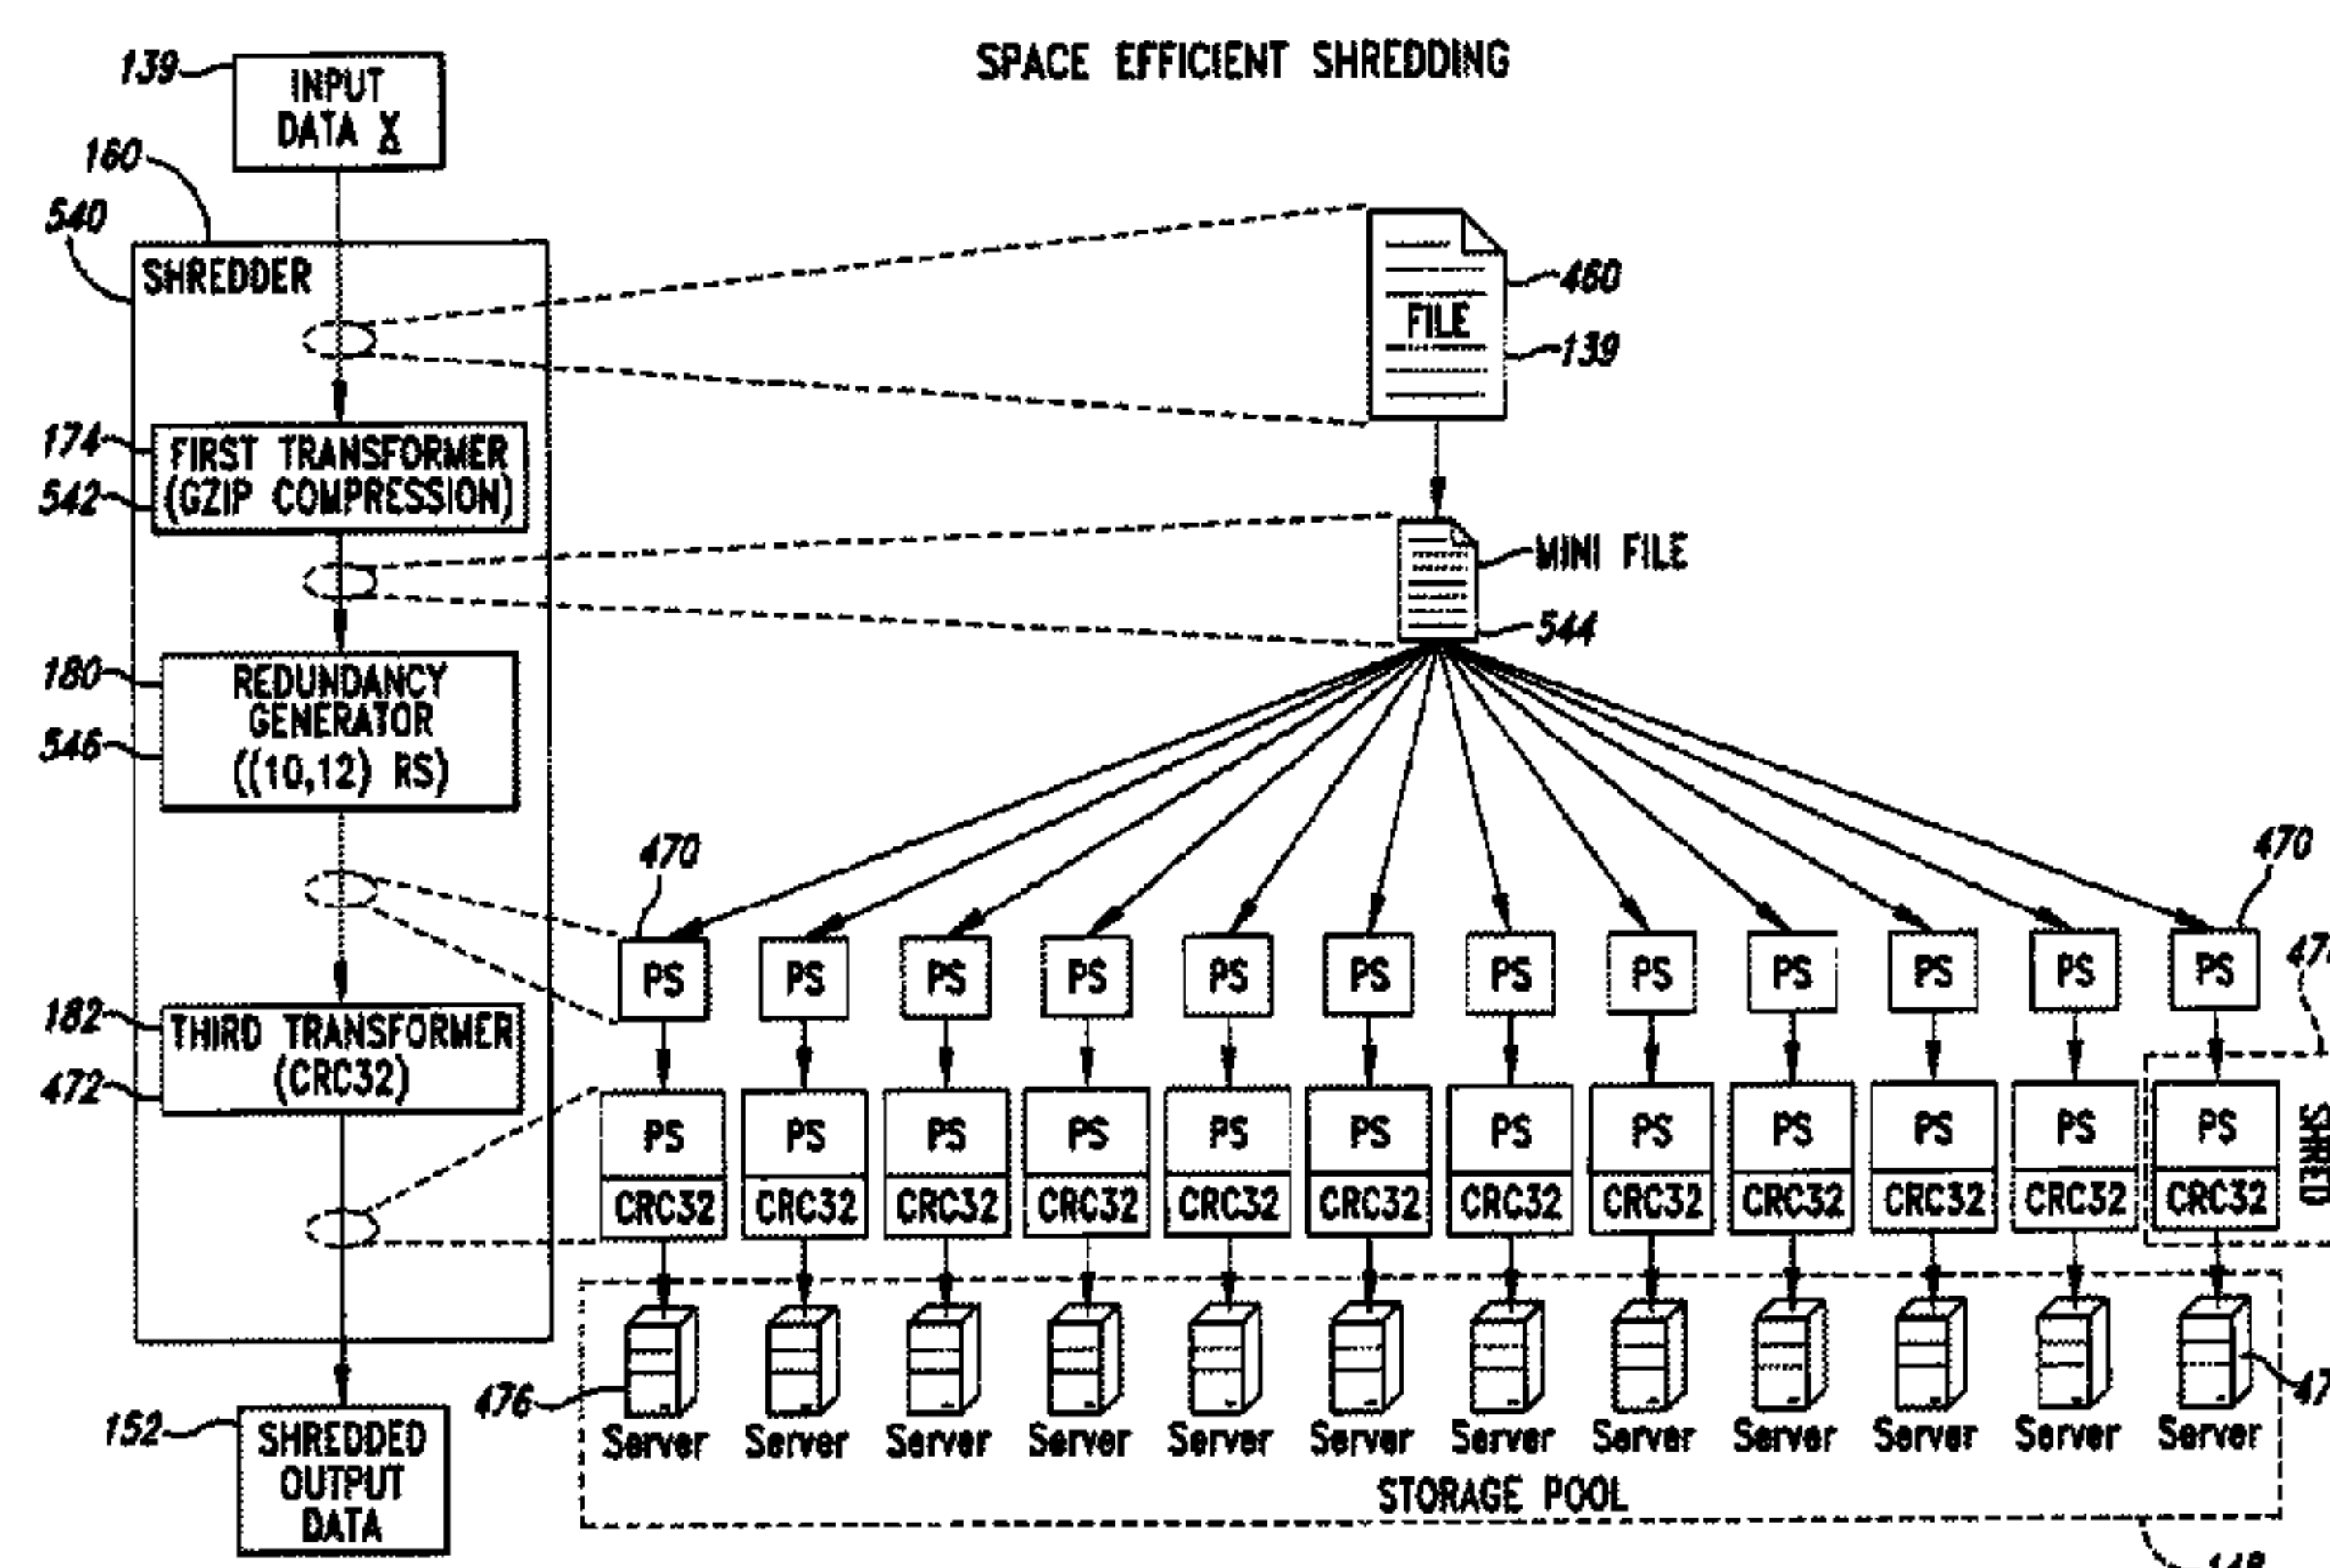 SPACE EFFICIENT SHREDDING
139
INPUT
DATA X
160
540
SHREDDER
460
FILE
139
174
FIRST TRANSFORMER
542
(GZIP COMPRESSION)
MINI FILE
544
180
REDUNDANCY
GENERATOR
546
((10,12) RS)
470
470
PS PS PS PS PS PS PS PS PS PS PS PS
182
THIRD TRANSFORMER
472
(CRC32)
PS PS PS PS PS PS PS PS PS PS PS PS
SHRED
CRC32 CRC32 CRC32 CRC32 CRC32 CRC32 CRC32 CRC32 CRC32 CRC32 CRC32 CRC32
476
Server Server Server Server Server Server Server Server Server Server Server Server
STORAGE POOL
152
SHREDDED
OUTPUT
DATA